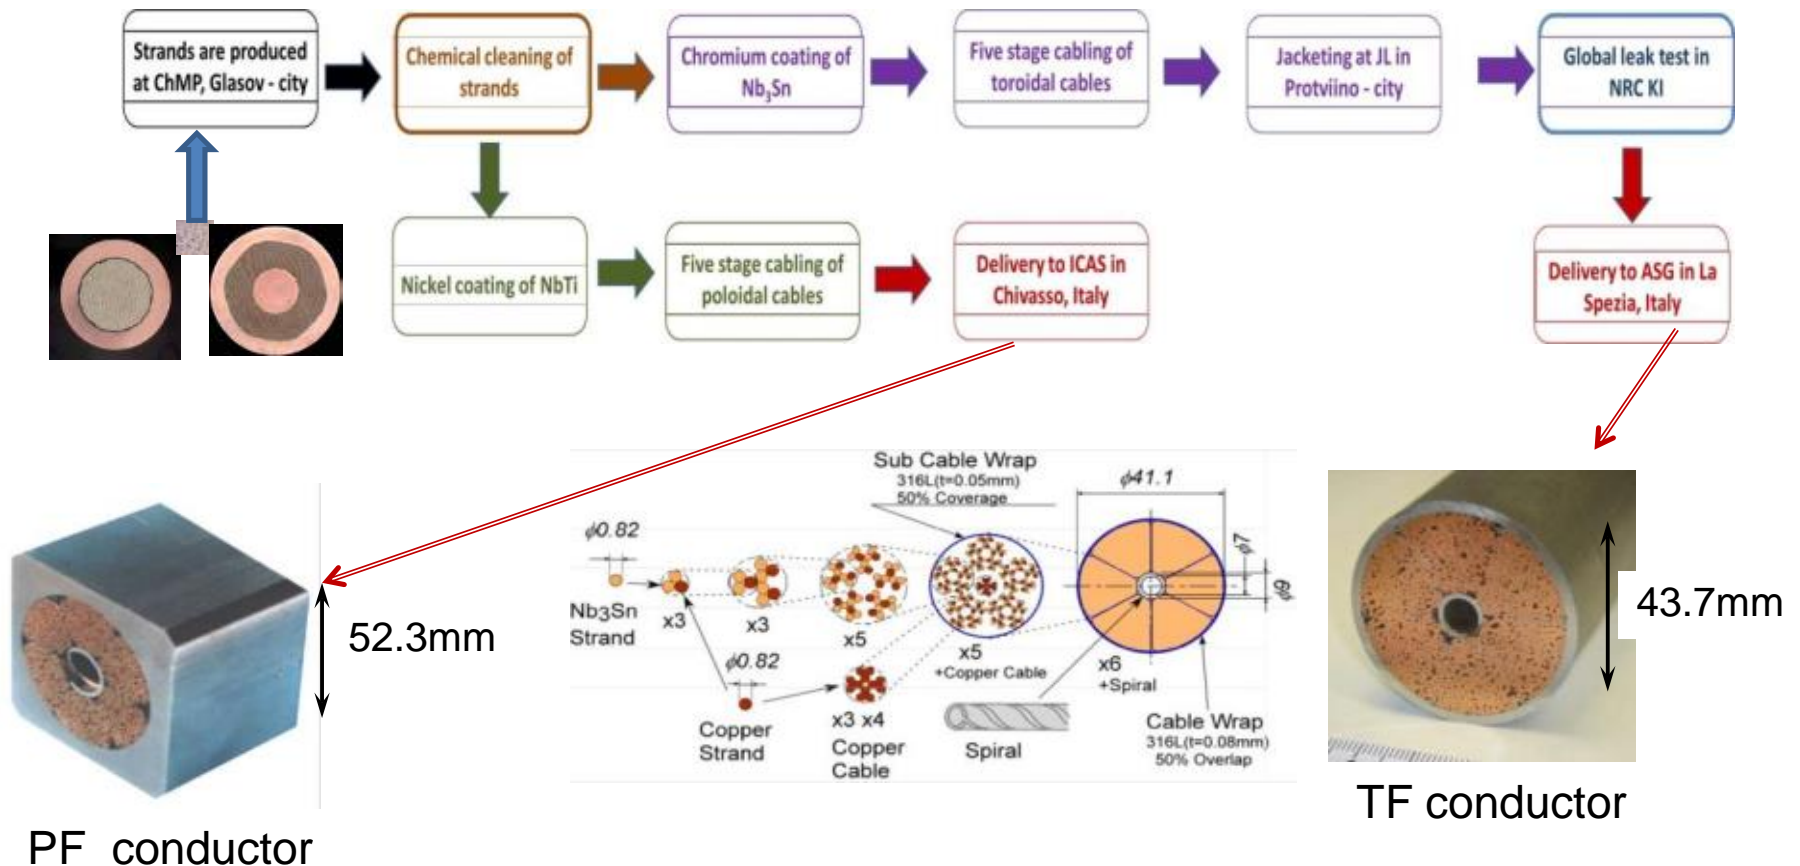 Strands are produced
at ChMP, Glasov - city
Chemical cleaning of
strands
Chromium coating of
Nb₃Sn
Five stage cabling of
toroidal cables
Jacketing at JL in
Protviino - city
Global leak test in
NRC KI
Nickel coating of NbTi
Five stage cabling of
poloidal cables
Delivery to ICAS in
Chivasso, Italy
Delivery to ASG in La
Spezia, Italy
Sub Cable Wrap
316L(t=0.05mm)
50% Coverage
ϕ41.1
ϕ0.82
ϕ7
ϕ9
Nb₃Sn
Strand
x3
x3
x5
x5
+Copper Cable
x6
+Spiral
ϕ0.82
Copper
Strand
x3 x4
Copper
Cable
Spiral
Cable Wrap
316L(t=0.08mm)
50% Overlap
52.3mm
43.7mm
PF conductor
TF conductor